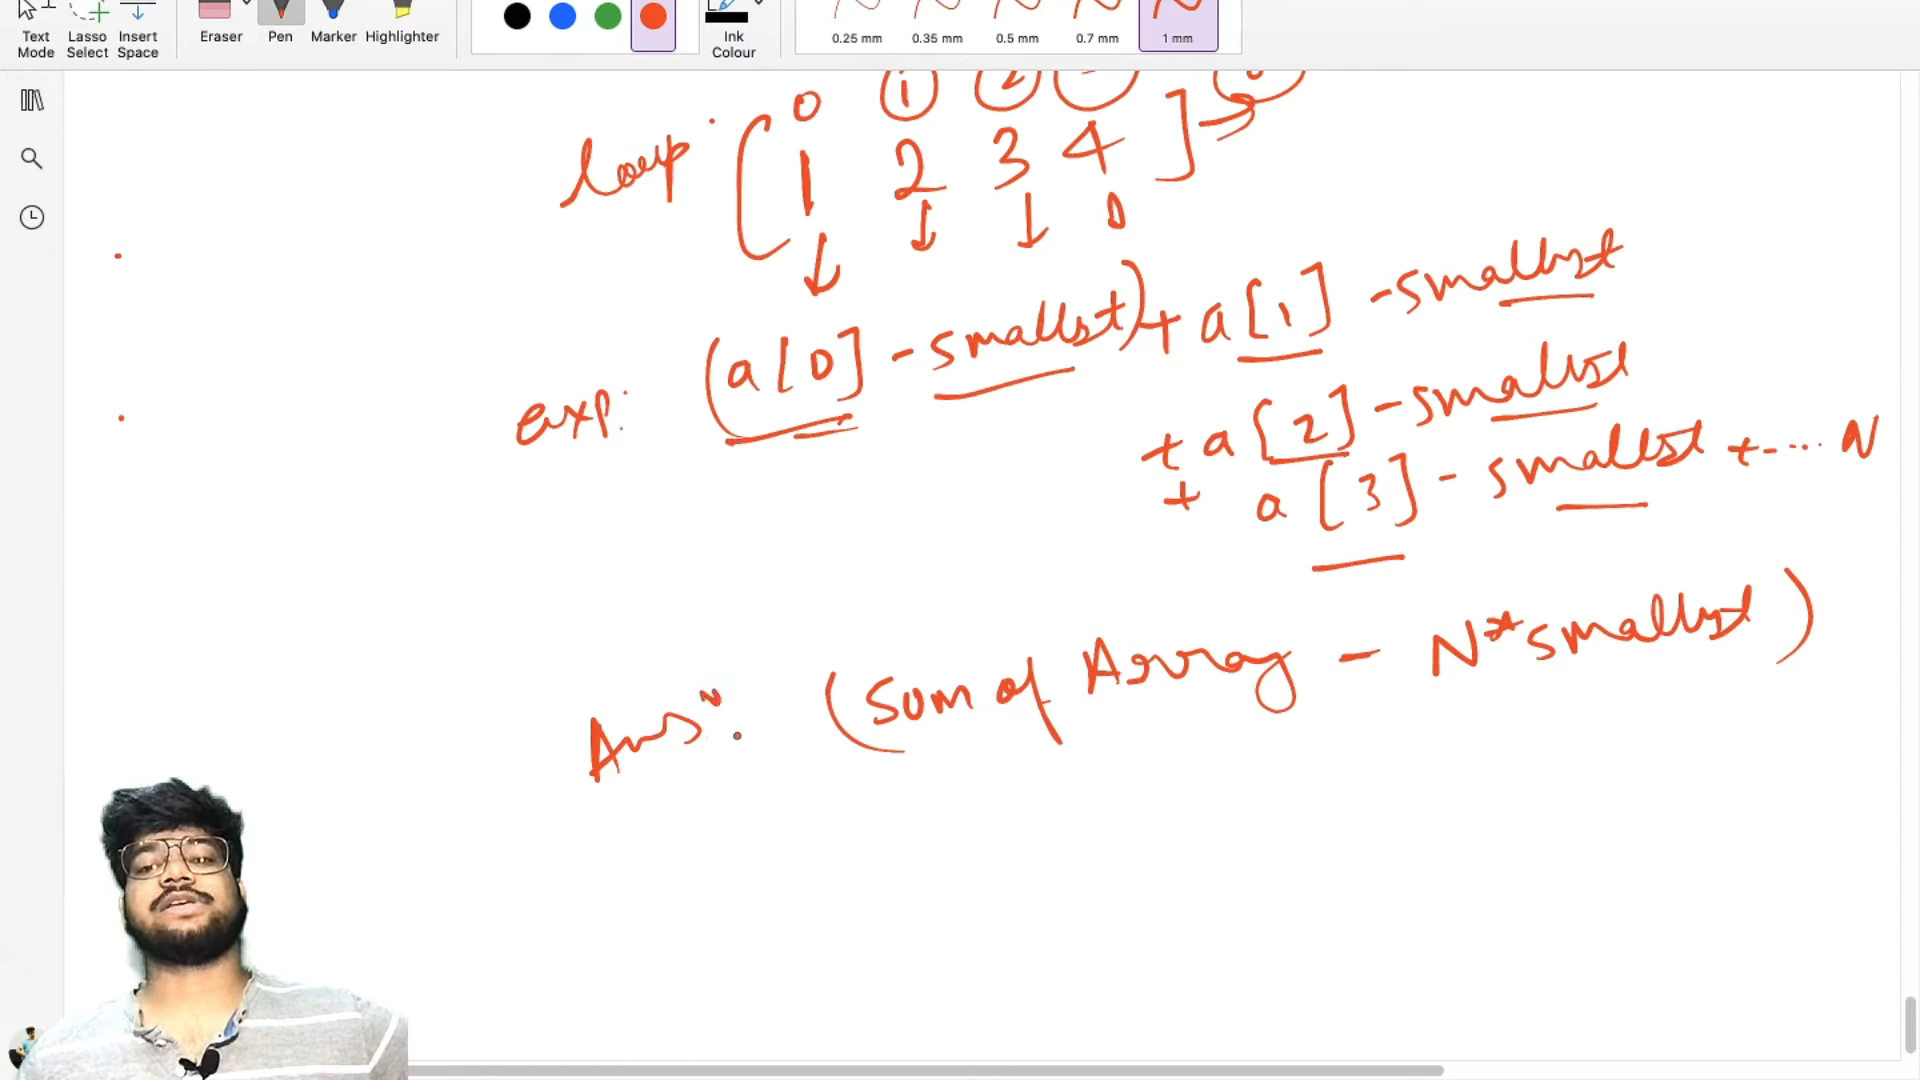 Text Mode
Lasso Select
Insert Space
Eraser
Pen
Marker
Highlighter
Ink Colour
0.25 mm
0.35 mm
0.5 mm
0.7 mm
1 mm
0 1 2
loop [ 1 2 3 4 ]
0
exp: (a[0] - smallest) + a[1] - smallest
+ a[2] - smallest
+ a[3] - smallest + .... N
Ans: (Sum of Array - N*smallest)